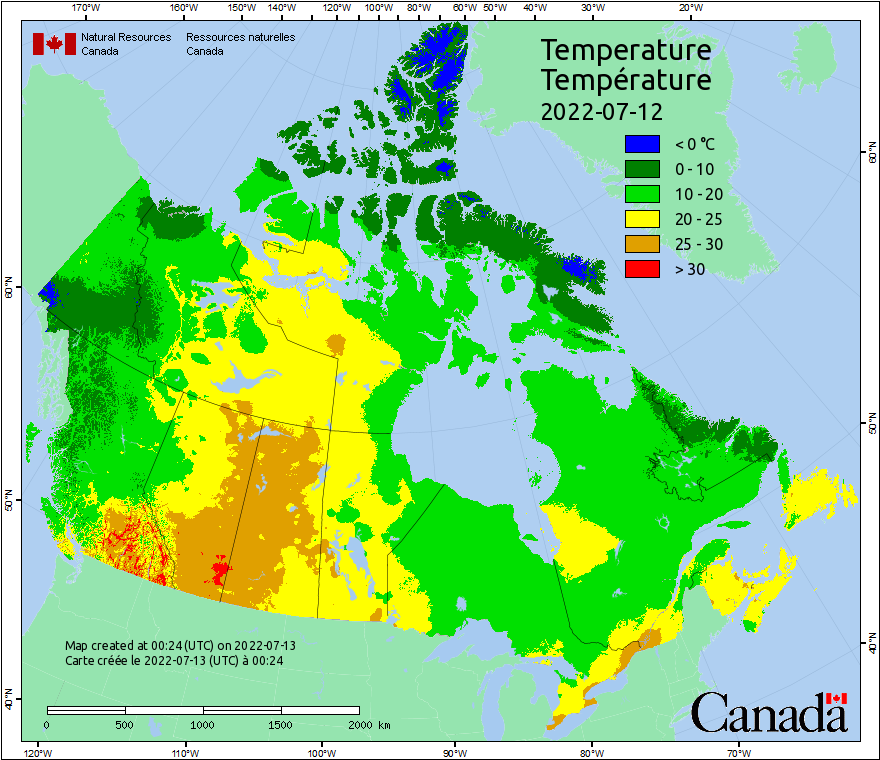 170°W 160°W 150°W 140°W 120°W 100°W 80°W 60°W 50°W 40°W 30°W 20°W
Natural Resources Ressources naturelles
Canada Canada
Temperature
Température
2022-07-12
< 0 °C
0 - 10
10 - 20
20 - 25
25 - 30
> 30
60°N
60°N
50°N
50°N
40°N
40°N
Map created at 00:24 (UTC) on 2022-07-13
Carte créée le 2022-07-13 (UTC) à 00:24
0 500 1000 1500 2000 km
Canada
120°W 110°W 100°W 90°W 80°W 70°W